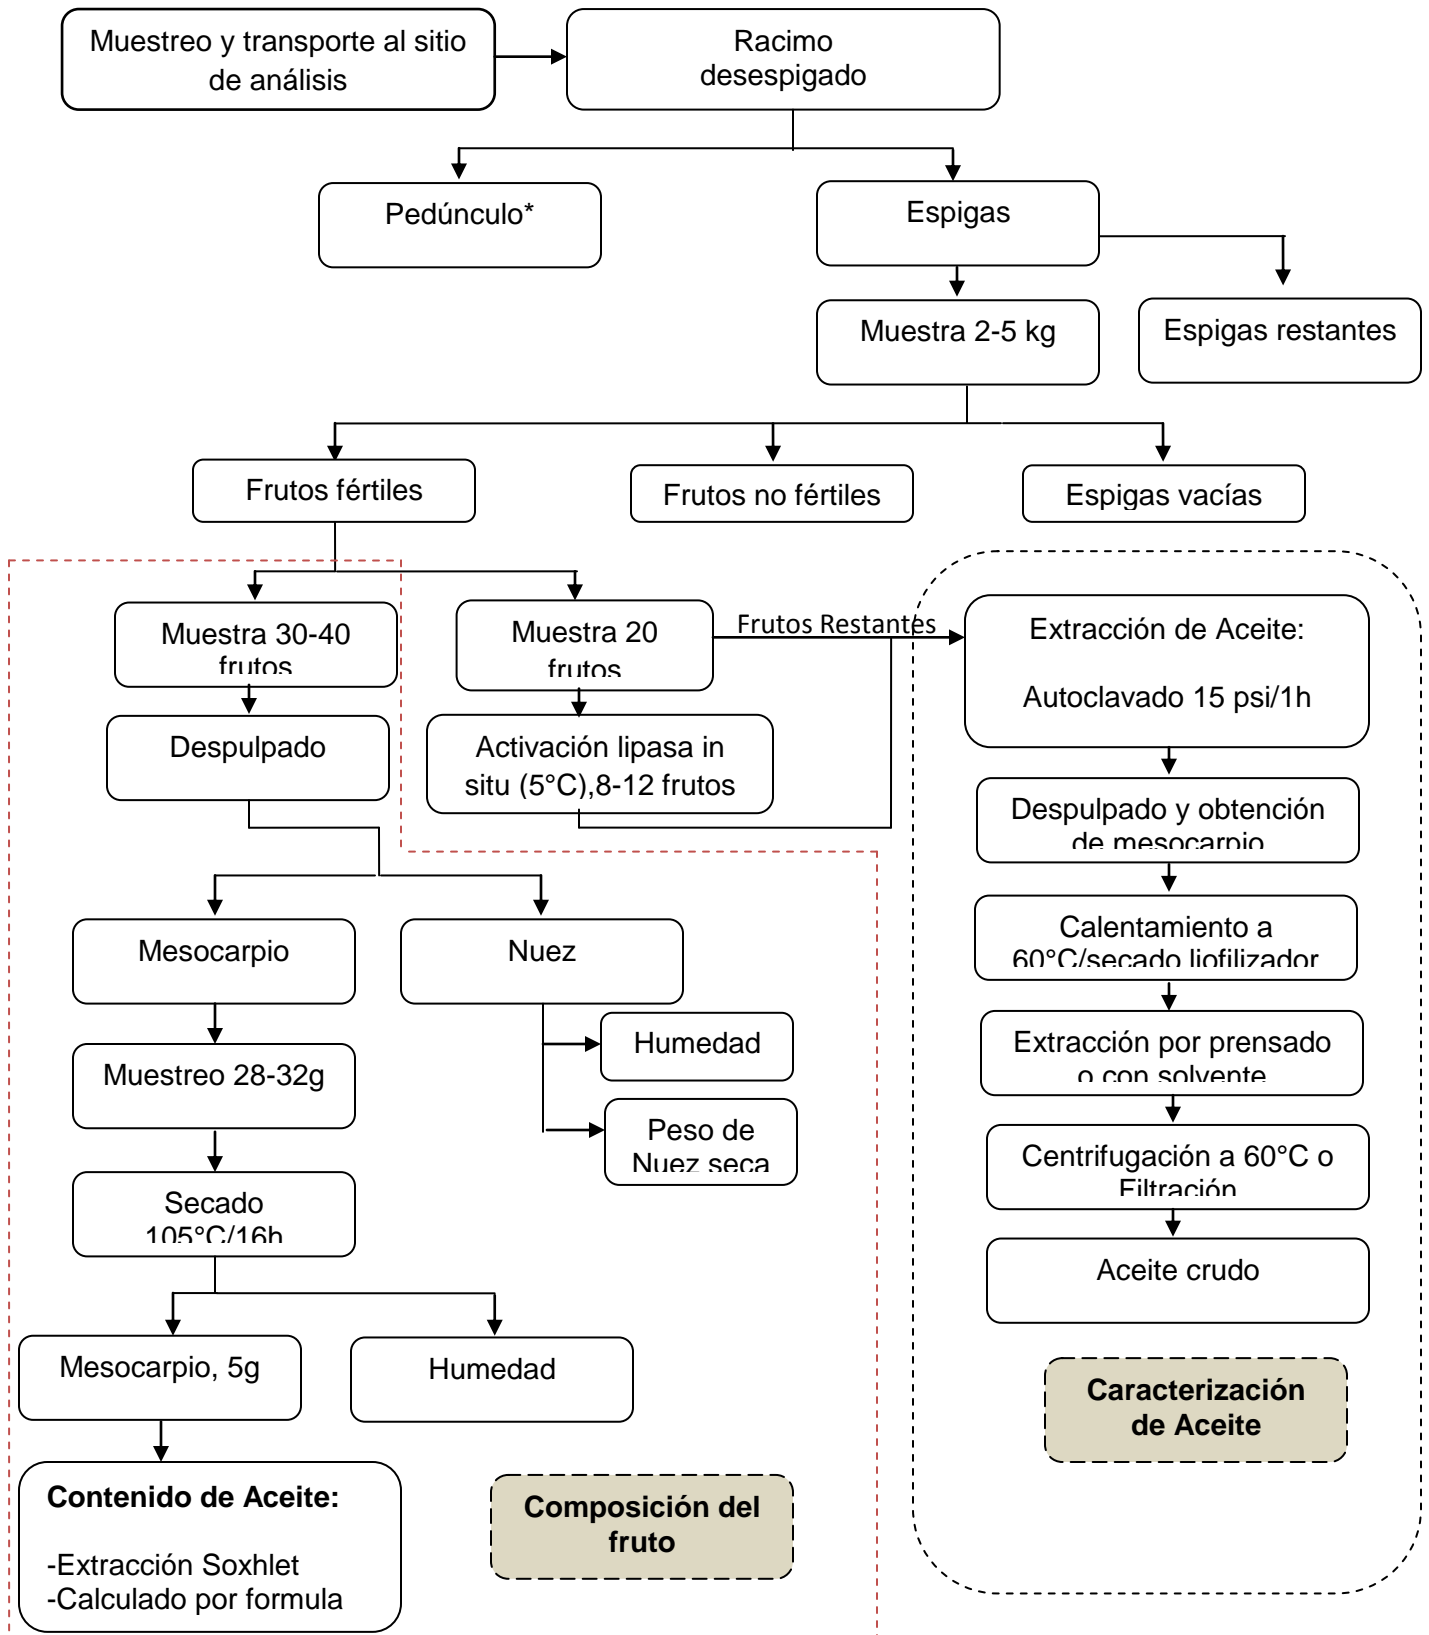 Muestreo y transporte al sitio
de análisis
Racimo
desespigado
Pedúnculo*
Espigas
Muestra 2-5 kg
Espigas restantes
Frutos fértiles
Frutos no fértiles
Espigas vacías
Muestra 30-40
frutos
Muestra 20
frutos
Frutos Restantes
Extracción de Aceite:
Autoclavado 15 psi/1h
Despulpado
Activación lipasa in
situ (5°C),8-12 frutos
Despulpado y obtención
de mesocarpio
Mesocarpio
Nuez
Calentamiento a
60°C/secado liofilizador
Muestreo 28-32g
Humedad
Extracción por prensado
o con solvente
Peso de
Nuez seca
Centrifugación a 60°C o
Filtración
Secado
105°C/16h
Aceite crudo
Mesocarpio, 5g
Humedad
Caracterización
de Aceite
Contenido de Aceite:
-Extracción Soxhlet
-Calculado por formula
Composición del
fruto